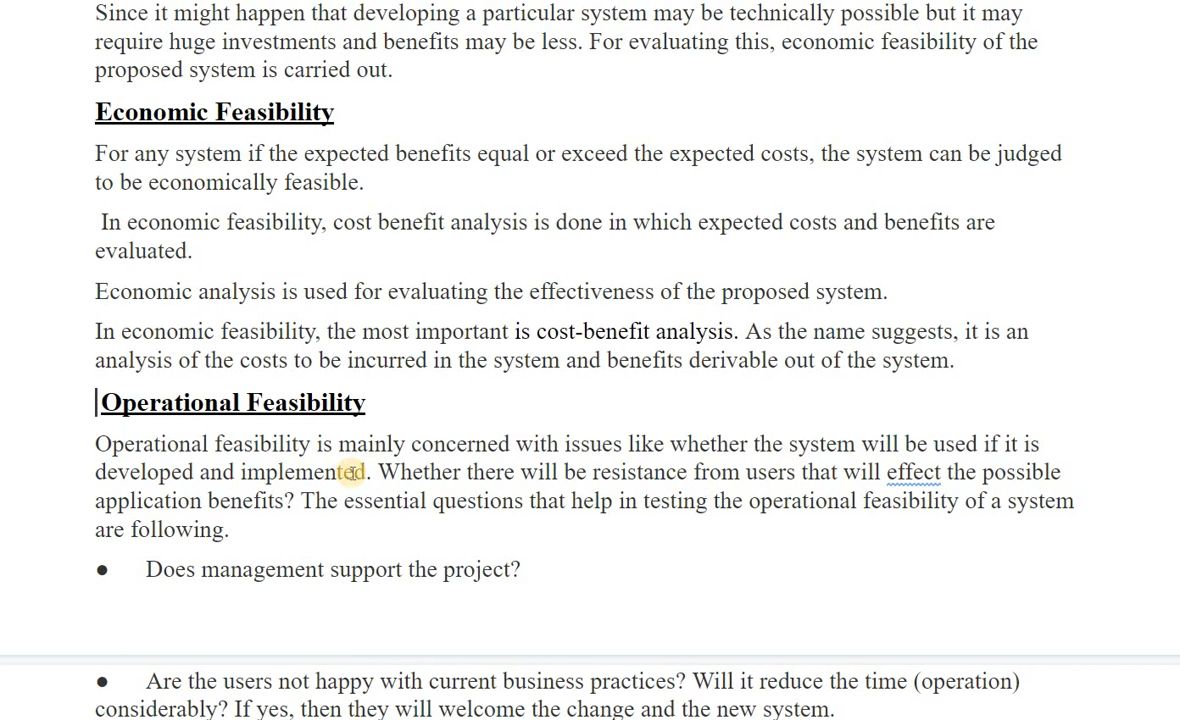 Since it might happen that developing a particular system may be technically possible but it may
require huge investments and benefits may be less. For evaluating this, economic feasibility of the
proposed system is carried out.
Economic Feasibility
For any system if the expected benefits equal or exceed the expected costs, the system can be judged
to be economically feasible.
In economic feasibility, cost benefit analysis is done in which expected costs and benefits are
evaluated.
Economic analysis is used for evaluating the effectiveness of the proposed system.
In economic feasibility, the most important is cost-benefit analysis. As the name suggests, it is an
analysis of the costs to be incurred in the system and benefits derivable out of the system.
Operational Feasibility
Operational feasibility is mainly concerned with issues like whether the system will be used if it is
developed and implemented. Whether there will be resistance from users that will effect the possible
application benefits? The essential questions that help in testing the operational feasibility of a system
are following.
● Does management support the project?
● Are the users not happy with current business practices? Will it reduce the time (operation)
considerably? If yes, then they will welcome the change and the new system.